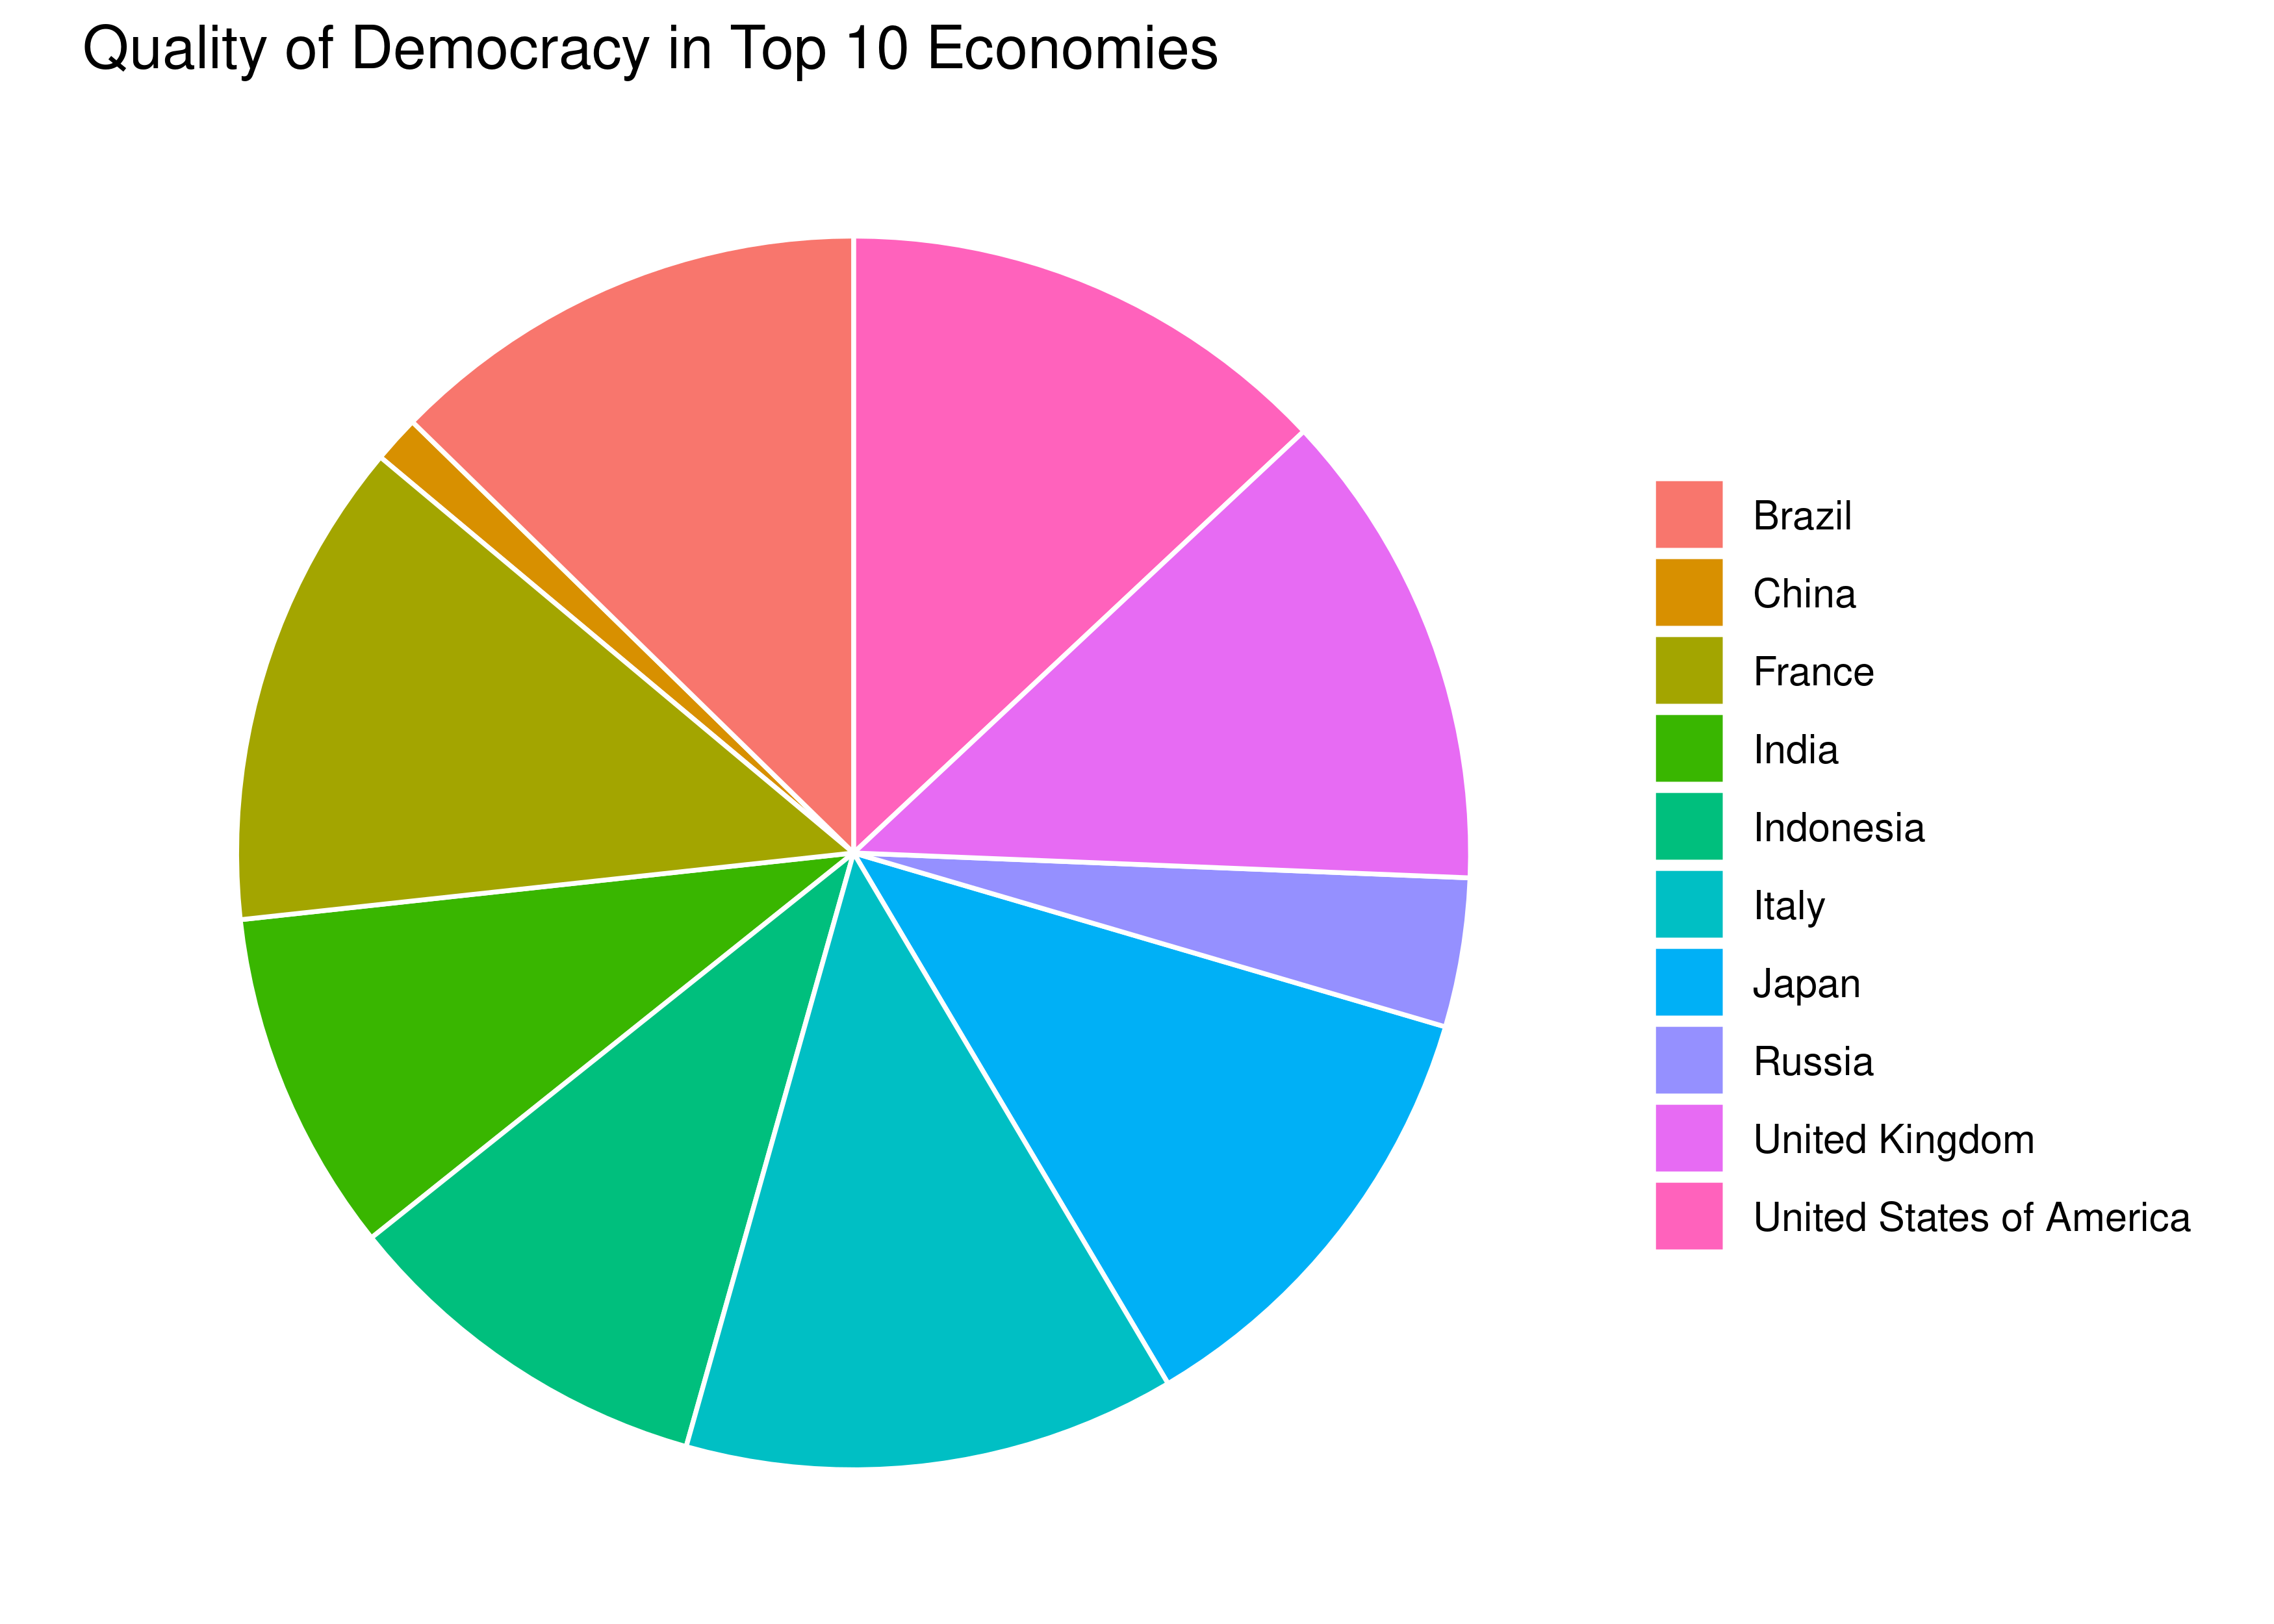 Quality of Democracy in Top 10 Economies
Brazil
China
France
India
Indonesia
Italy
Japan
Russia
United Kingdom
United States of America